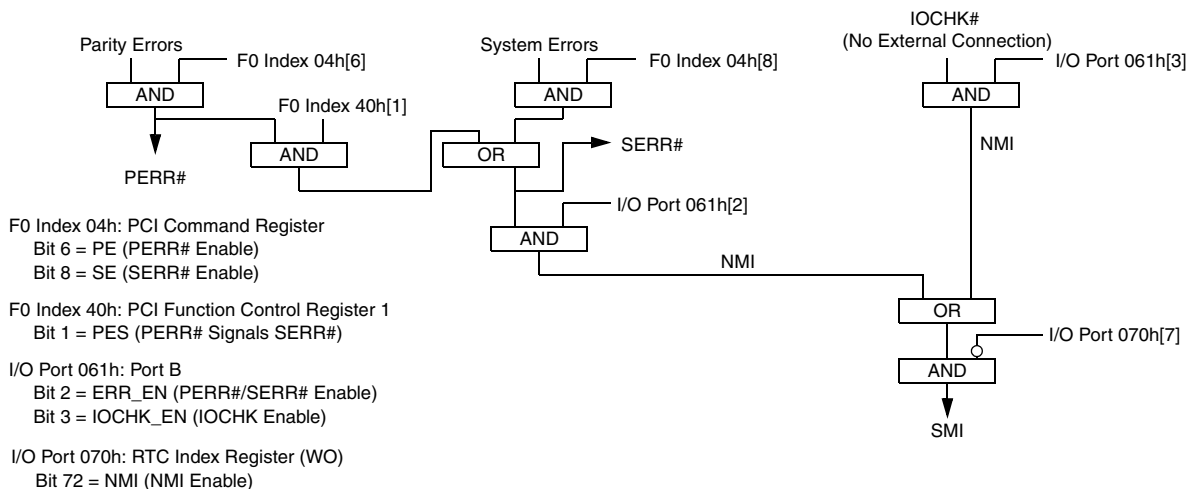 Parity Errors
F0 Index 04h[6]
AND
F0 Index 40h[1]
AND
PERR#
System Errors
F0 Index 04h[8]
AND
OR
SERR#
I/O Port 061h[2]
AND
NMI
IOCHK#
(No External Connection)
I/O Port 061h[3]
AND
NMI
OR
I/O Port 070h[7]
AND
SMI
F0 Index 04h: PCI Command Register
Bit 6 = PE (PERR# Enable)
Bit 8 = SE (SERR# Enable)
F0 Index 40h: PCI Function Control Register 1
Bit 1 = PES (PERR# Signals SERR#)
I/O Port 061h: Port B
Bit 2 = ERR_EN (PERR#/SERR# Enable)
Bit 3 = IOCHK_EN (IOCHK Enable)
I/O Port 070h: RTC Index Register (WO)
Bit 72 = NMI (NMI Enable)